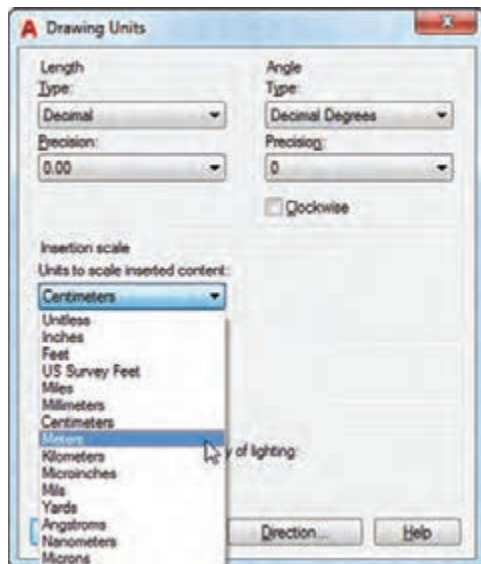 A Drawing Units
Length
Type:
Decimal
Precision:
0.00
Angle
Type:
Decimal Degrees
Precision:
0
Clockwise
Insertion scale
Units to scale inserted content:
Centimeters
Unitless
Inches
Feet
US Survey Feet
Miles
Millimeters
Centimeters
Meters
Kilometers
Microinches
Mils
Yards
Angstroms
Nanometers
Microns
y of lighting:
Direction...
Help